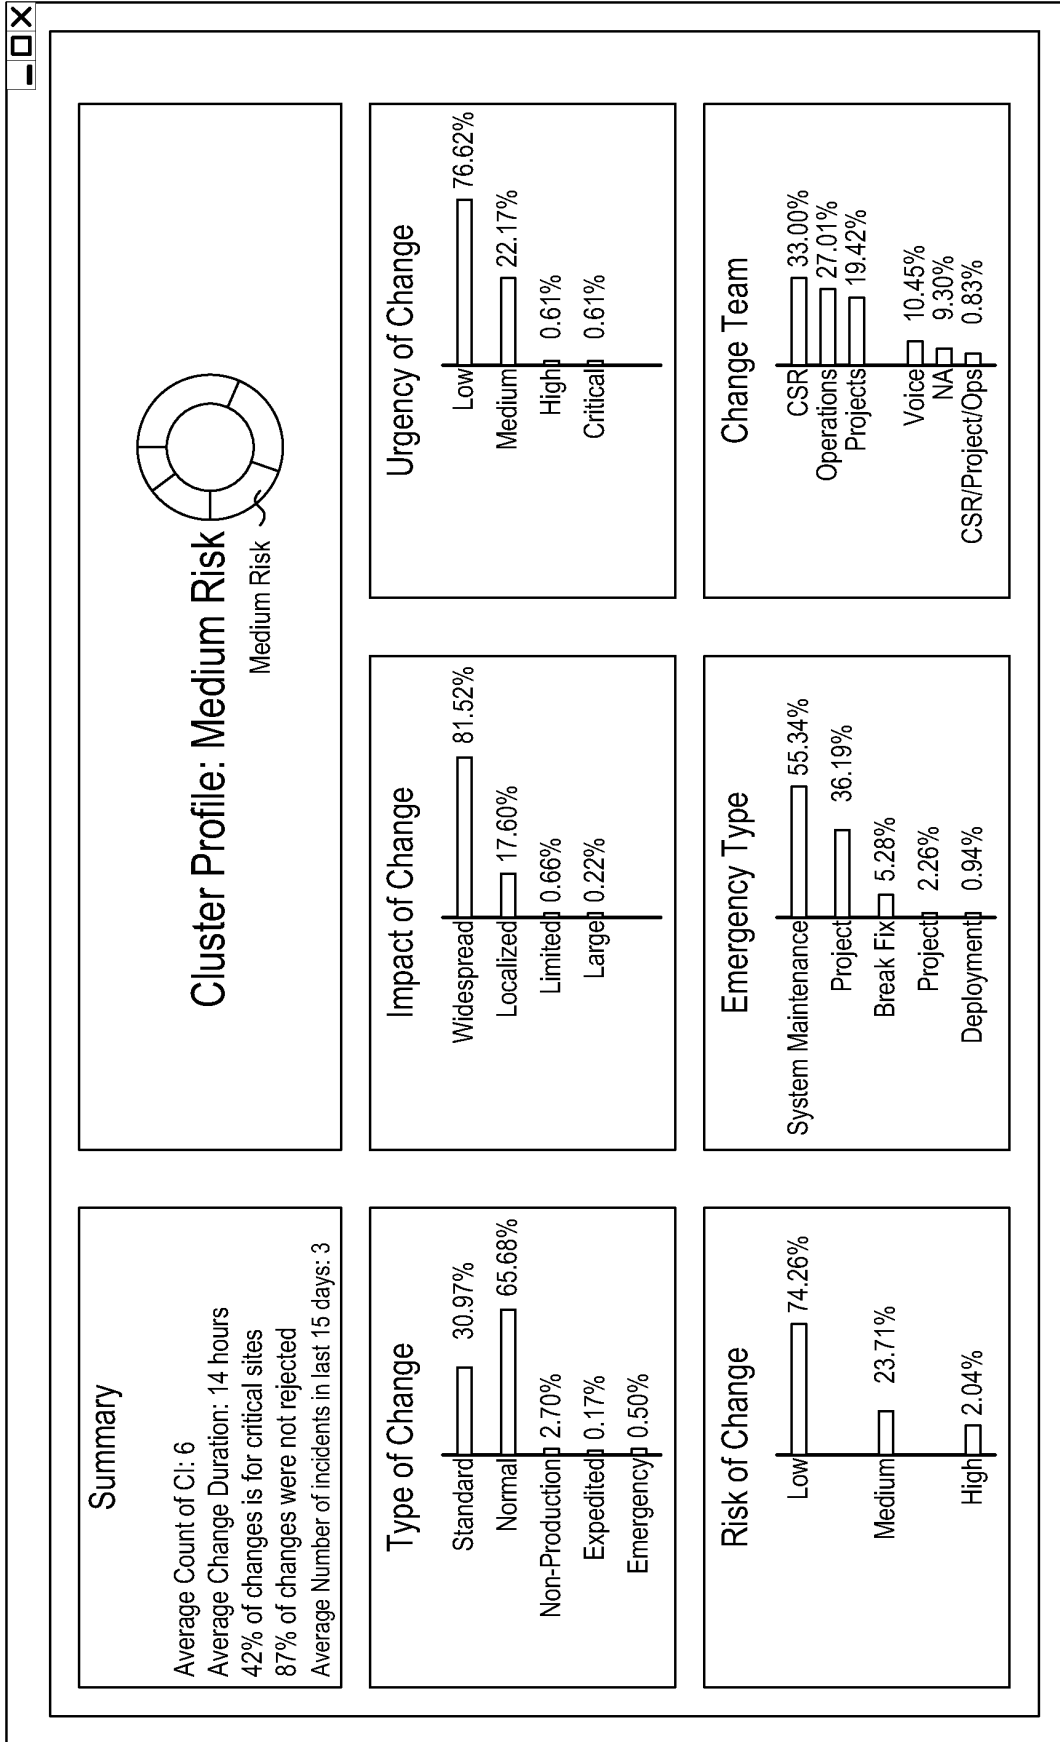 Summary
Average Count of CI: 6
Average Change Duration: 14 hours
42% of changes is for critical sites
87% of changes were not rejected
Average Number of incidents in last 15 days: 3
Cluster Profile: Medium Risk
Medium Risk
Type of Change
Standard 30.97%
Normal 65.68%
Non-Production 2.70%
Expedited 0.17%
Emergency 0.50%
Impact of Change
Widespread 81.52%
Localized 17.60%
Limited 0.66%
Large 0.22%
Urgency of Change
Low 76.62%
Medium 22.17%
High 0.61%
Critical 0.61%
Risk of Change
Low 74.26%
Medium 23.71%
High 2.04%
Emergency Type
System Maintenance 55.34%
Project 36.19%
Break Fix 5.28%
Project 2.26%
Deployment 0.94%
Change Team
CSR 33.00%
Operations 27.01%
Projects 19.42%
Voice 10.45%
NA 9.30%
CSR/Project/Ops 0.83%